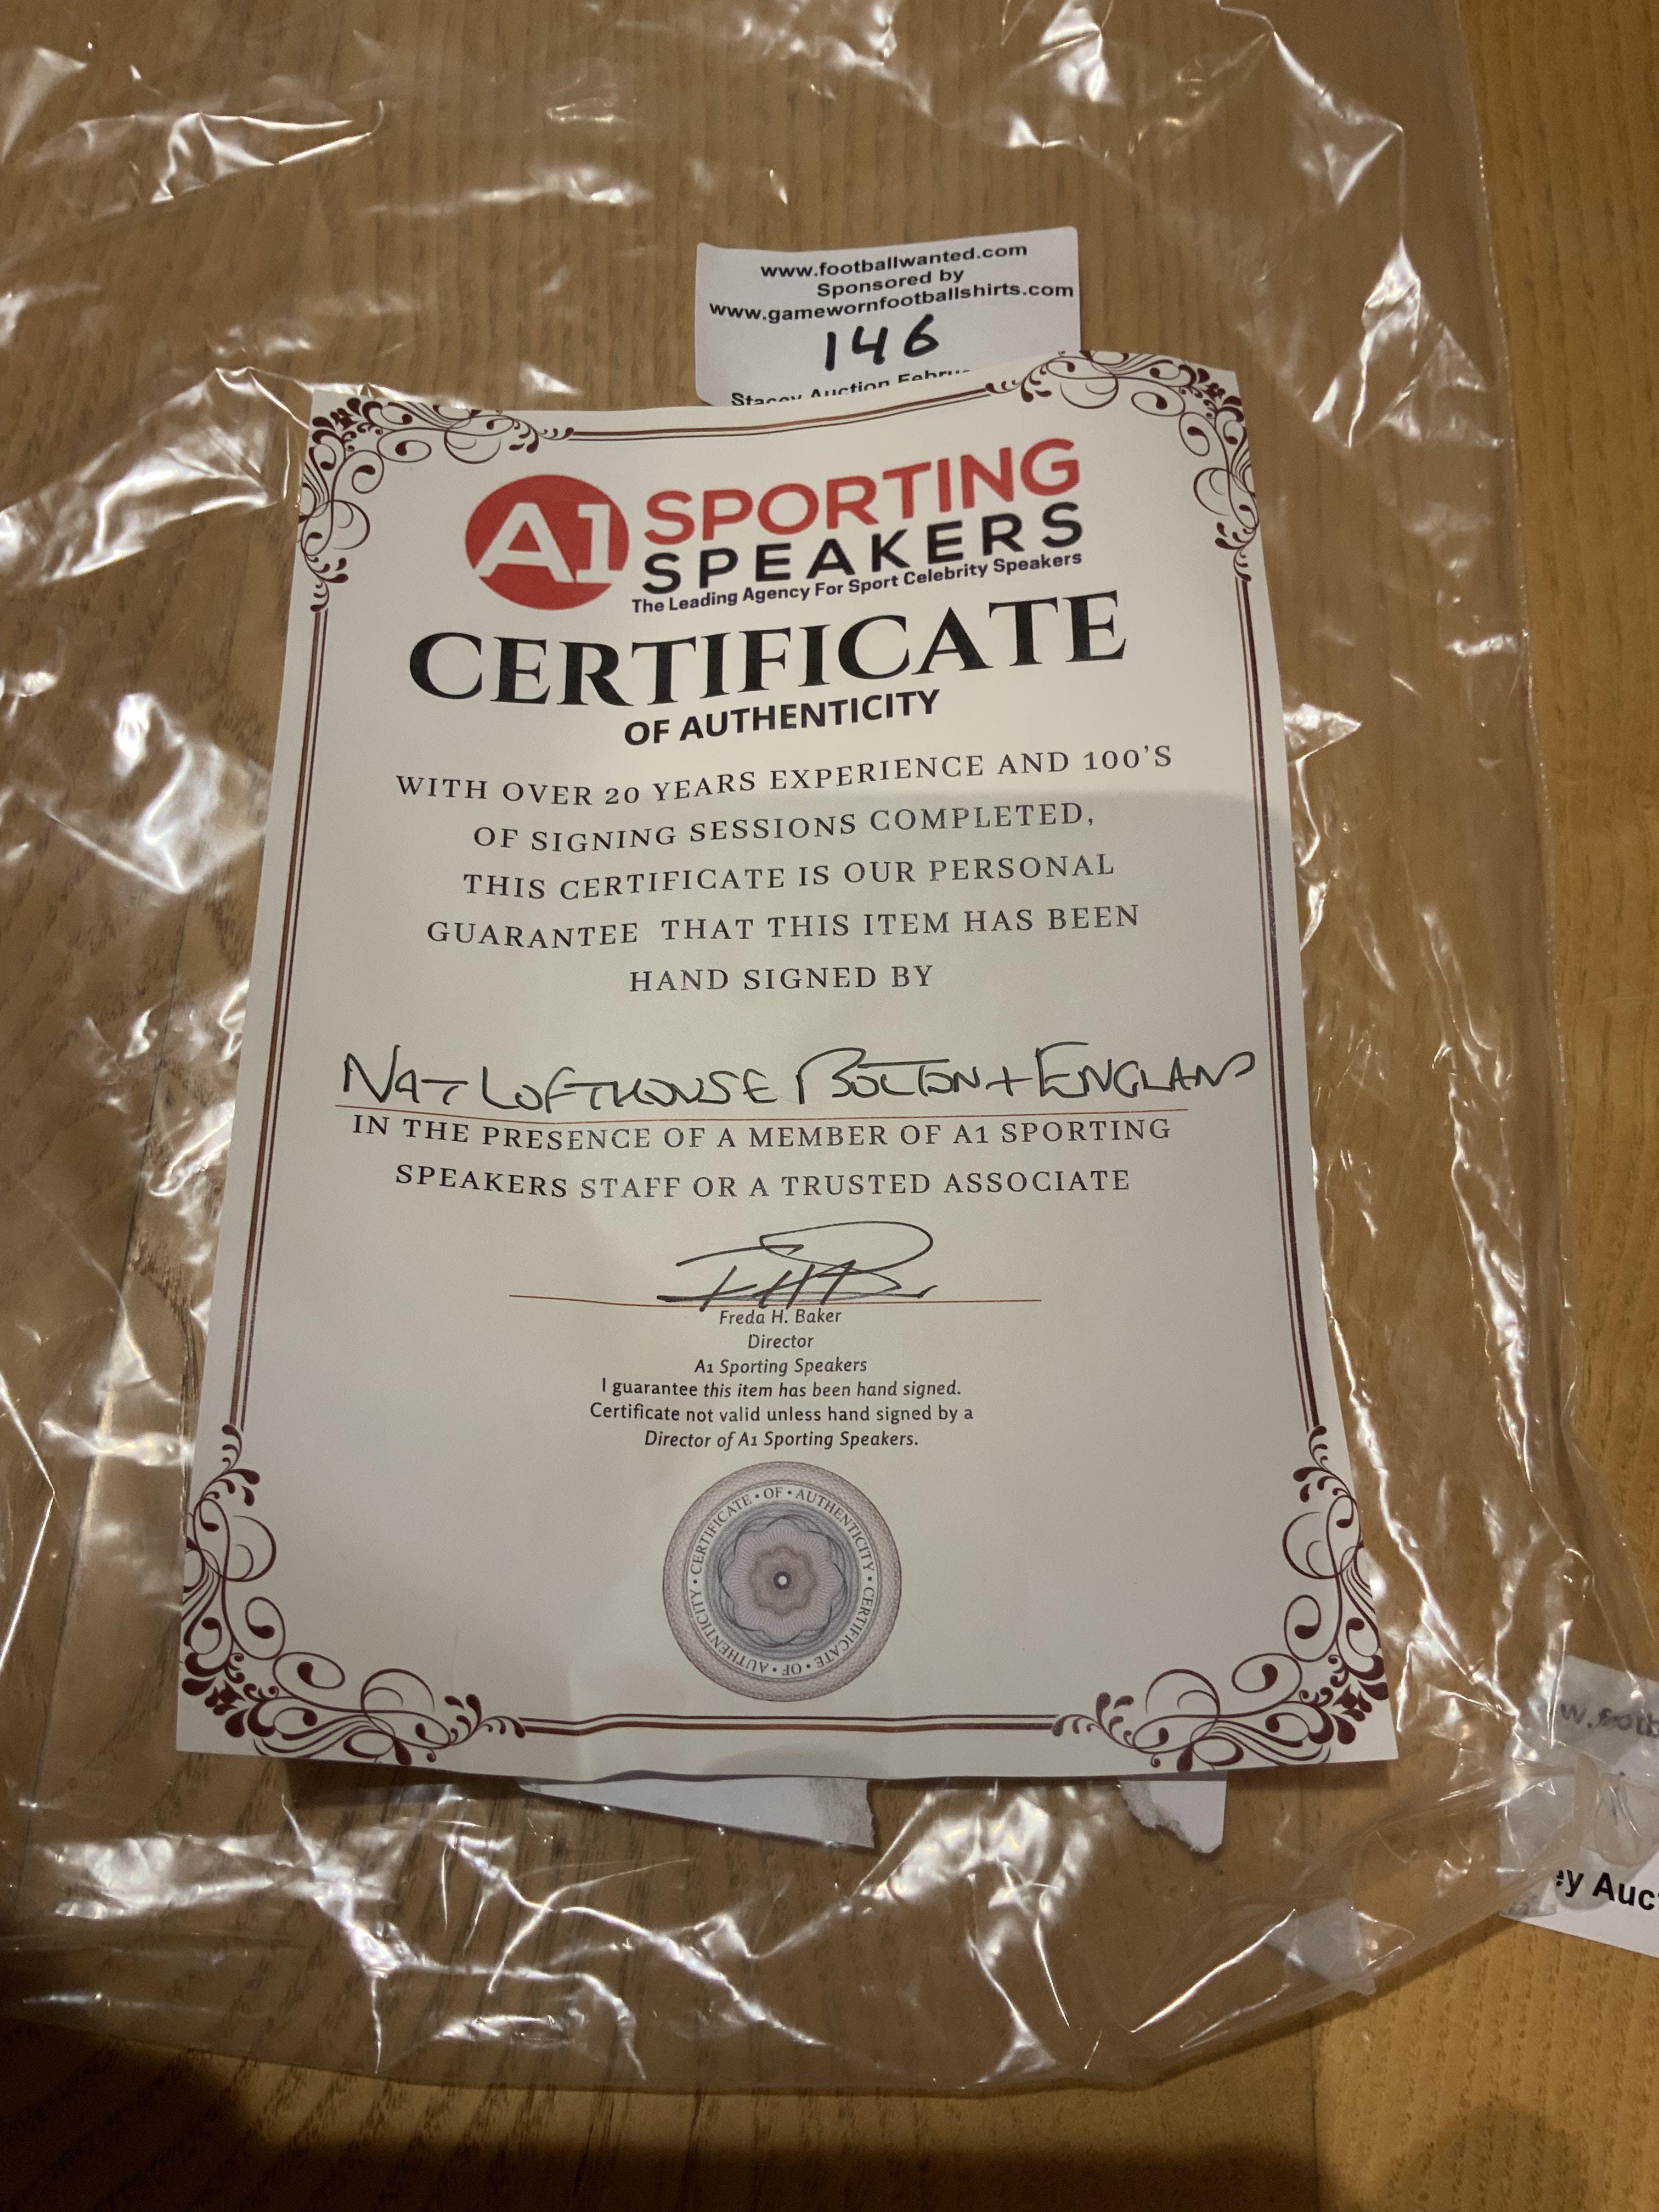 www.footballwanted.com
Sponsored by
www.gamewornfootballshirts.com
146
Stacey Auction
A1 SPORTING
SPEAKERS
The Leading Agency For Sport Celebrity Speakers
CERTIFICATE
OF AUTHENTICITY
WITH OVER 20 YEARS EXPERIENCE AND 100'S
OF SIGNING SESSIONS COMPLETED,
THIS CERTIFICATE IS OUR PERSONAL
GUARANTEE THAT THIS ITEM HAS BEEN
HAND SIGNED BY
NAT LOFTHOUSE BOLTON + ENGLAND
IN THE PRESENCE OF A MEMBER OF A1 SPORTING
SPEAKERS STAFF OR A TRUSTED ASSOCIATE
Freda H. Baker
Director
A1 Sporting Speakers
I guarantee this item has been hand signed.
Certificate not valid unless hand signed by a
Director of A1 Sporting Speakers.
CERTIFICATE • OF • AUTHENTICITY • CERTIFICATE • OF • AUTHENTICITY •